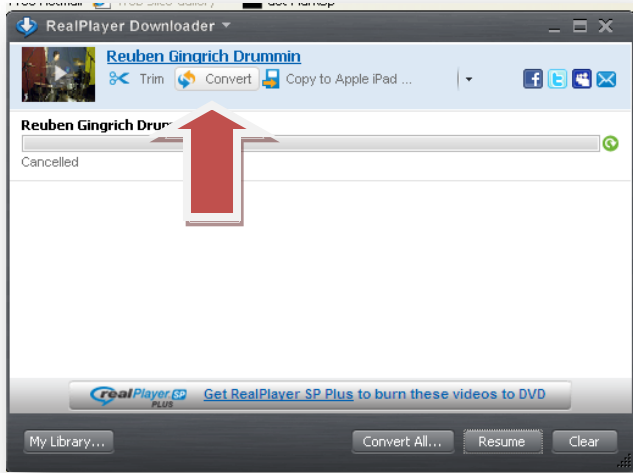 RealPlayer Downloader
Reuben Gingrich Drummin
Trim Convert Copy to Apple iPad ...
Reuben Gingrich
Cancelled
realPlayer SP
PLUS
Get RealPlayer SP Plus to burn these videos to DVD
My Library... Convert All... Resume Clear